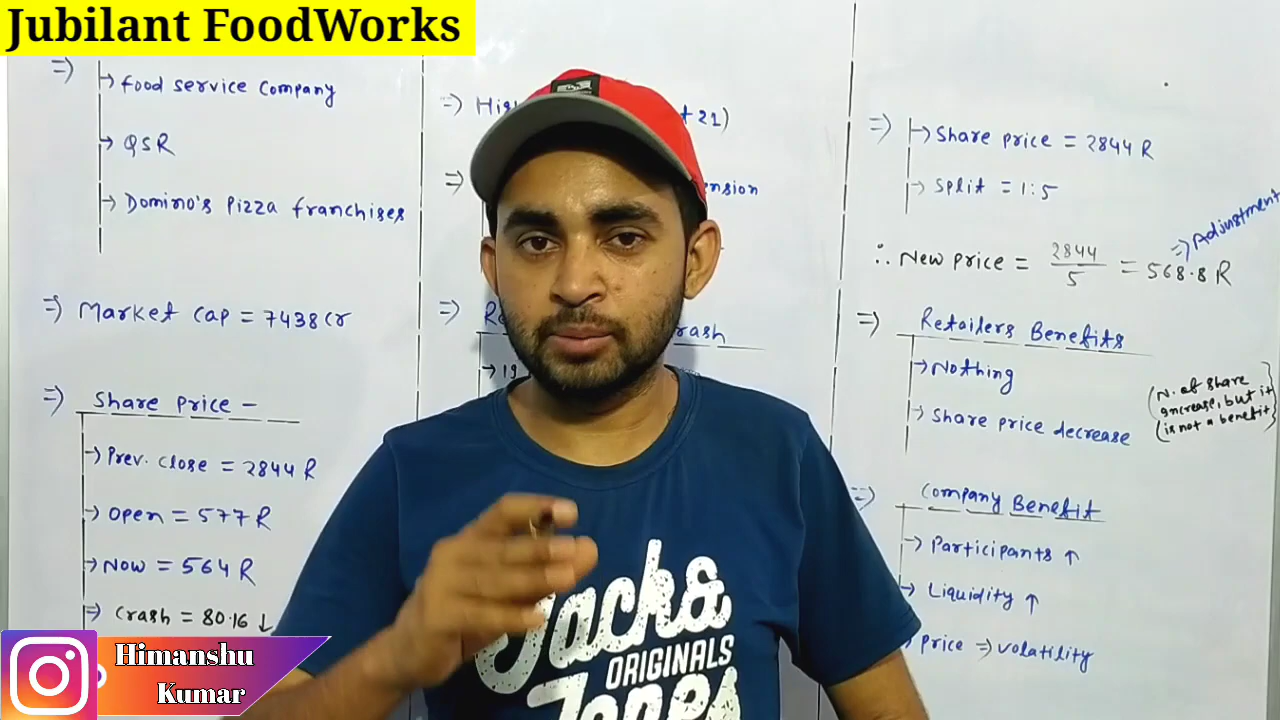 Jubilant FoodWorks
=> → Food service company
→ QSR
→ Domino's Pizza franchises
=> Market cap = 7438 Cr
=> Share Price -
→ Prev. close = 2844 R
→ open = 577 R
→ Now = 564 R
=> Crash = 80.16 ↓
+21)
=>
=>
→
=> → Share price = 2844 R
→ Split = 1:5
∴ New price = 2844/5 = 568.8 R
=> Adjustment
=> Retailers Benefits
→ Nothing
→ Share price decrease
(N. of share
increase, but it
is not a benefit)
=> Company Benefit
→ Participants ↑
→ Liquidity ↑
→ Price => volatility
Jack &
ORIGINALS
Jones
Himanshu
Kumar